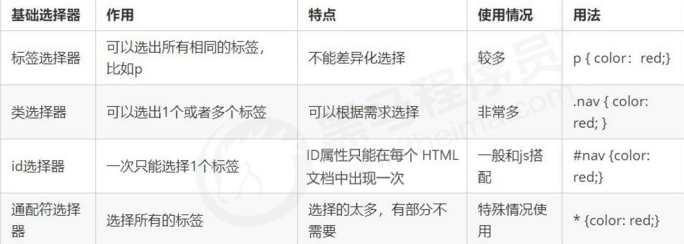 基础选择器 作用 特点 使用情况 用法
标签选择器 可以选出所有相同的标签，比如p 不能差异化选择 较多 p { color：red;}
类选择器 可以选出1个或者多个标签 可以根据需求选择 非常多 .nav { color: red; }
id选择器 一次只能选择1个标签 ID属性只能在每个 HTML 文档中出现一次 一般和js搭配 #nav {color: red;}
通配符选择器 选择所有的标签 选择的太多，有部分不需要 特殊情况使用 * {color: red;}
黑马程序员